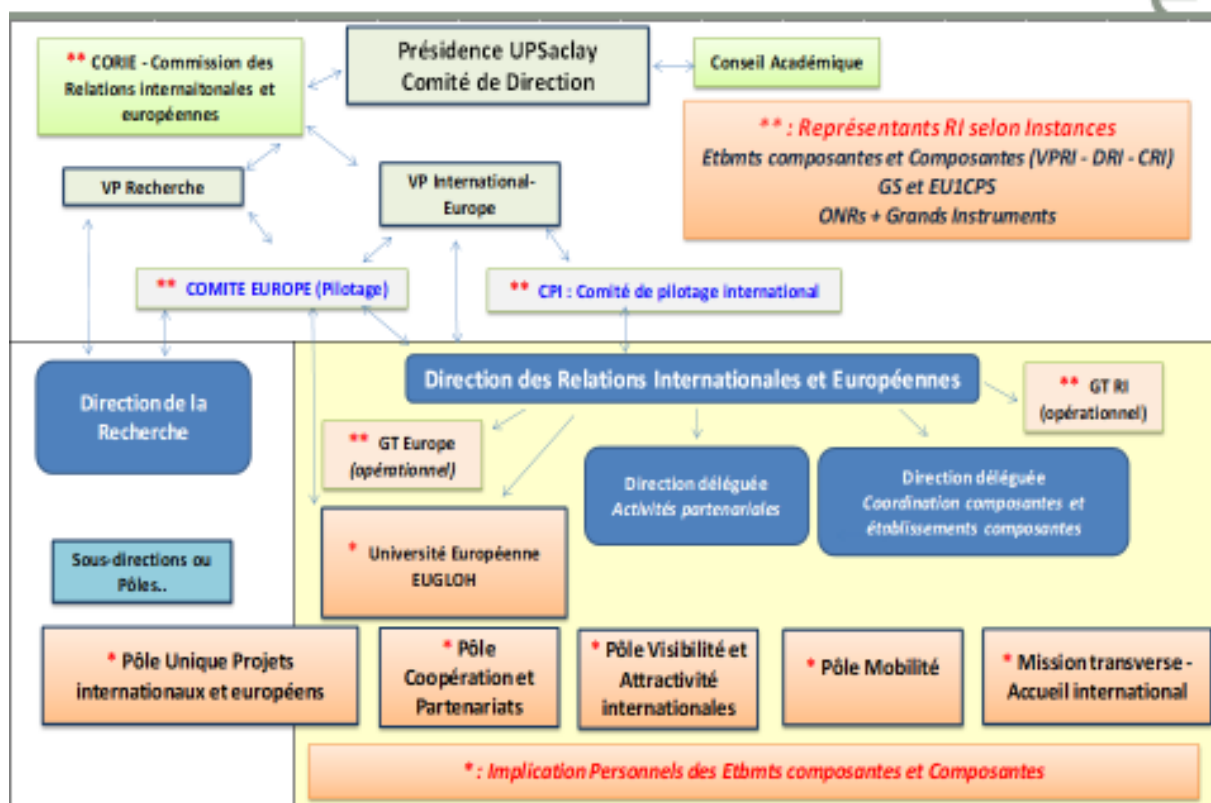 ** CORIE - Commission des
Relations internaitonales et
européennes
Présidence UPSaclay
Comité de Direction
Conseil Académique
** : Représentants RI selon Instances
Etbmts composantes et Composantes (VPRI - DRI - CRI)
GS et EU1CPS
ONRs + Grands Instruments
VP Recherche
VP International-
Europe
** COMITE EUROPE (Pilotage)
** CPI : Comité de pilotage international
Direction de la
Recherche
Direction des Relations Internationales et Européennes
** GT RI
(opérationnel)
** GT Europe
(opérationnel)
Direction déléguée
Activités partenariales
Direction déléguée
Coordination composantes et
établissements composantes
* Université Européenne
EUGLOH
Sous-directions ou
Pôles..
* Pôle Unique Projets
internationaux et européens
* Pôle
Coopération et
Partenariats
* Pôle Visibilité et
Attractivité
internationales
* Pôle Mobilité
* Mission transverse -
Accueil international
* : Implication Personnels des Etbmts composantes et Composantes